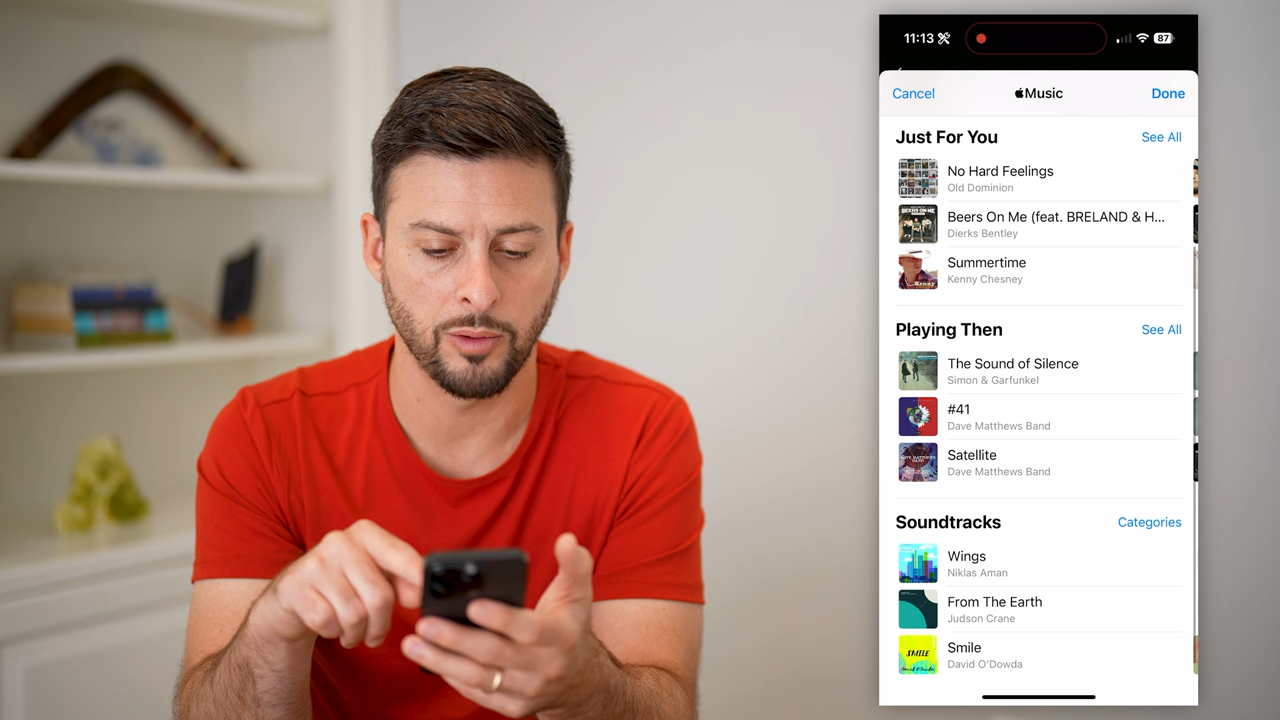 11:13
87
Cancel
Music
Done
Just For You
See All
No Hard Feelings
Old Dominion
Beers On Me (feat. BRELAND & H...
Dierks Bentley
Summertime
Kenny Chesney
Playing Then
See All
The Sound of Silence
Simon & Garfunkel
#41
Dave Matthews Band
Satellite
Dave Matthews Band
Soundtracks
Categories
Wings
Niklas Aman
From The Earth
Judson Crane
SMILE
Smile
David O'Dowda